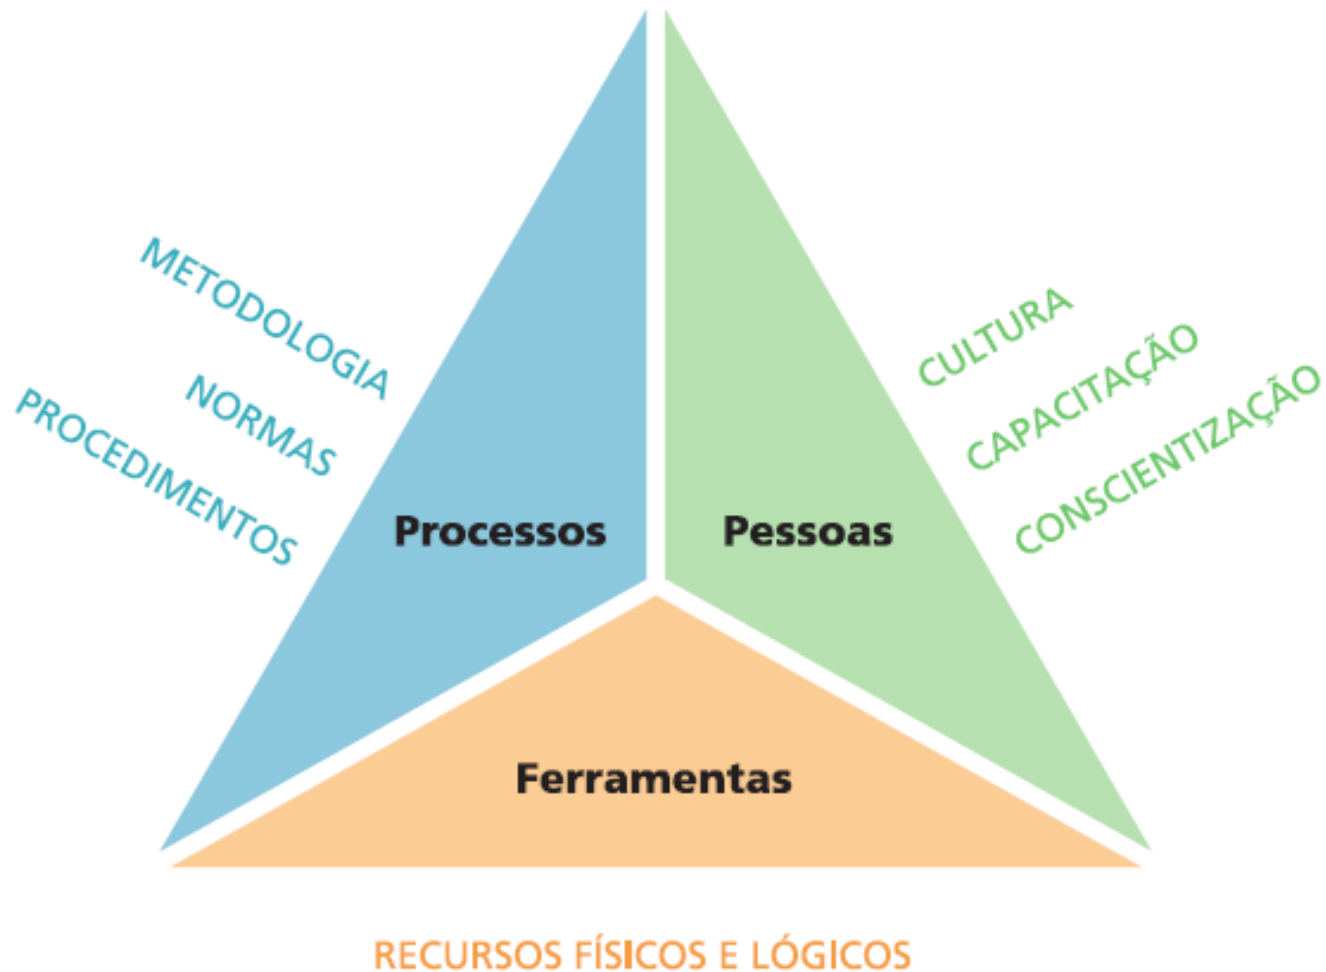 METODOLOGIA
NORMAS
PROCEDIMENTOS
CULTURA
CAPACITAÇÃO
CONSCIENTIZAÇÃO
Processos
Pessoas
Ferramentas
RECURSOS FÍSICOS E LÓGICOS